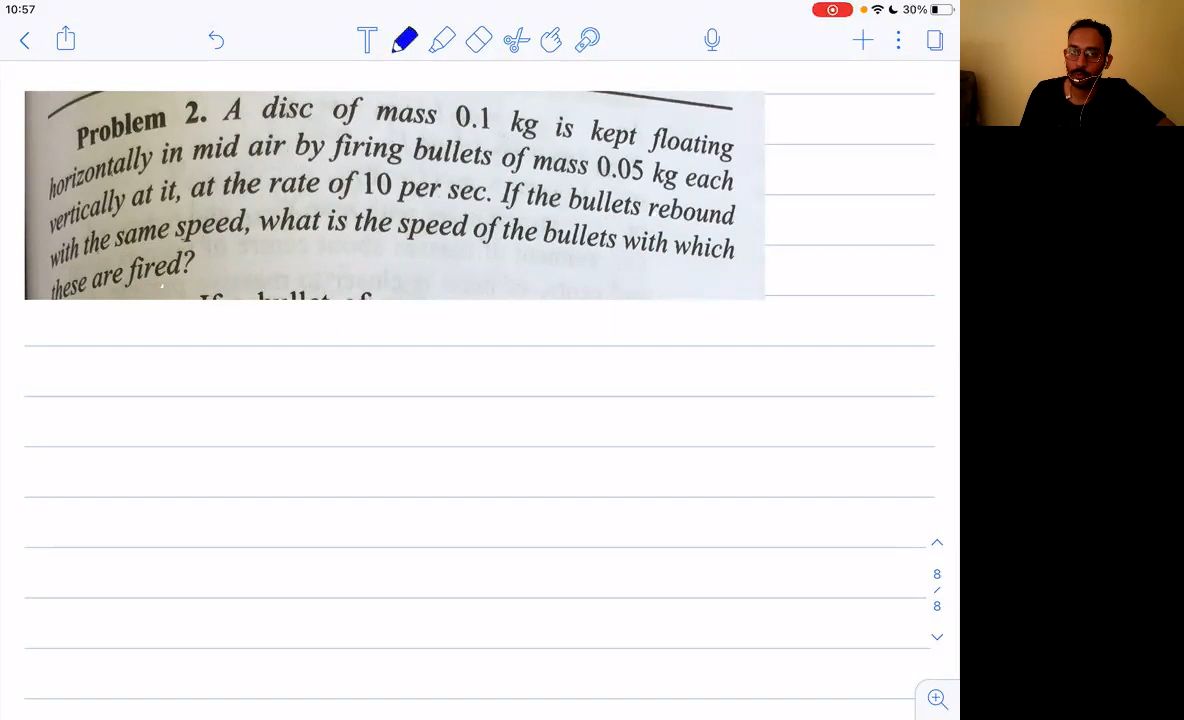 10:57
30%
Problem 2. A disc of mass 0.1 kg is kept floating
horizontally in mid air by firing bullets of mass 0.05 kg each
vertically at it, at the rate of 10 per sec. If the bullets rebound
with the same speed, what is the speed of the bullets with which
these are fired?
If a bullet of
8
8